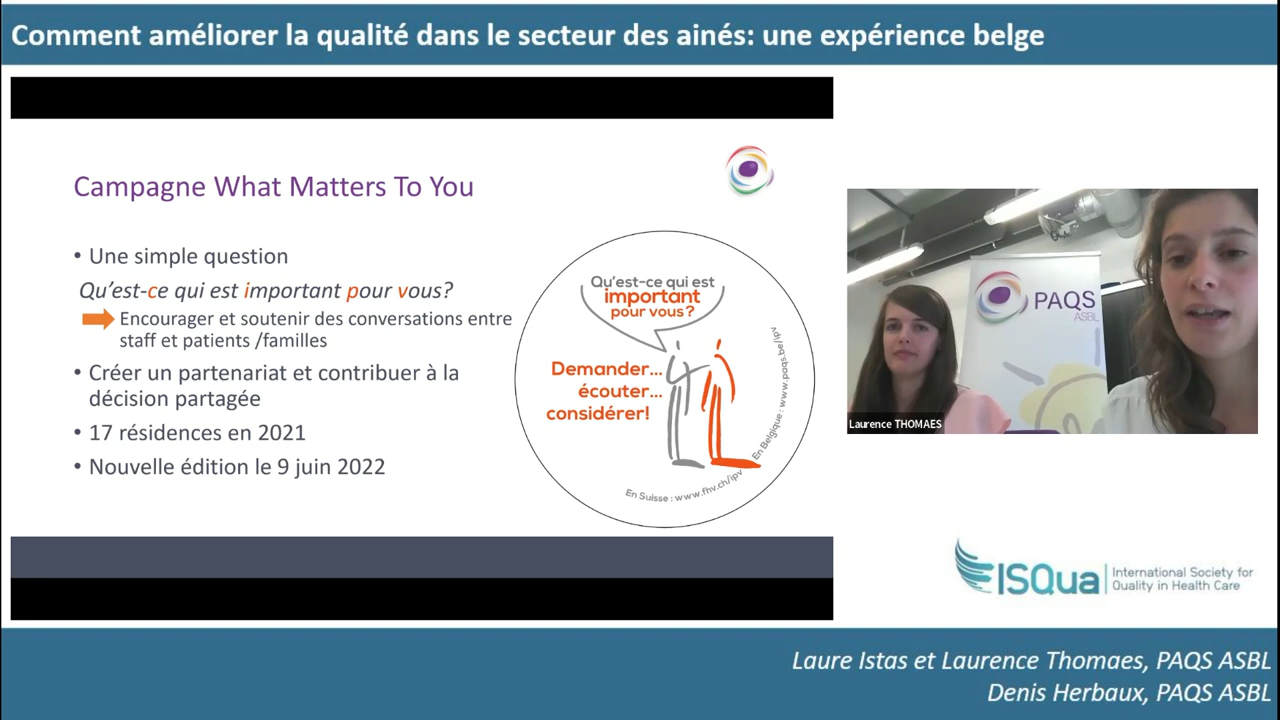 Comment améliorer la qualité dans le secteur des ainés: une expérience belge
Campagne What Matters To You
• Une simple question
Qu'est-ce qui est important pour vous?
Encourager et soutenir des conversations entre
staff et patients /familles
• Créer un partenariat et contribuer à la
décision partagée
• 17 résidences en 2021
• Nouvelle édition le 9 juin 2022
Qu'est-ce qui est
important
pour vous?
Demander...
écouter...
considérer!
En Suisse : www.fhv.ch/ipv
En Belgique : www.paqs.be/ipv
PAQS
ASBL
Laurence THOMAES
ISQua
International Society for
Quality in Health Care
Laure Istas et Laurence Thomaes, PAQS ASBL
Denis Herbaux, PAQS ASBL